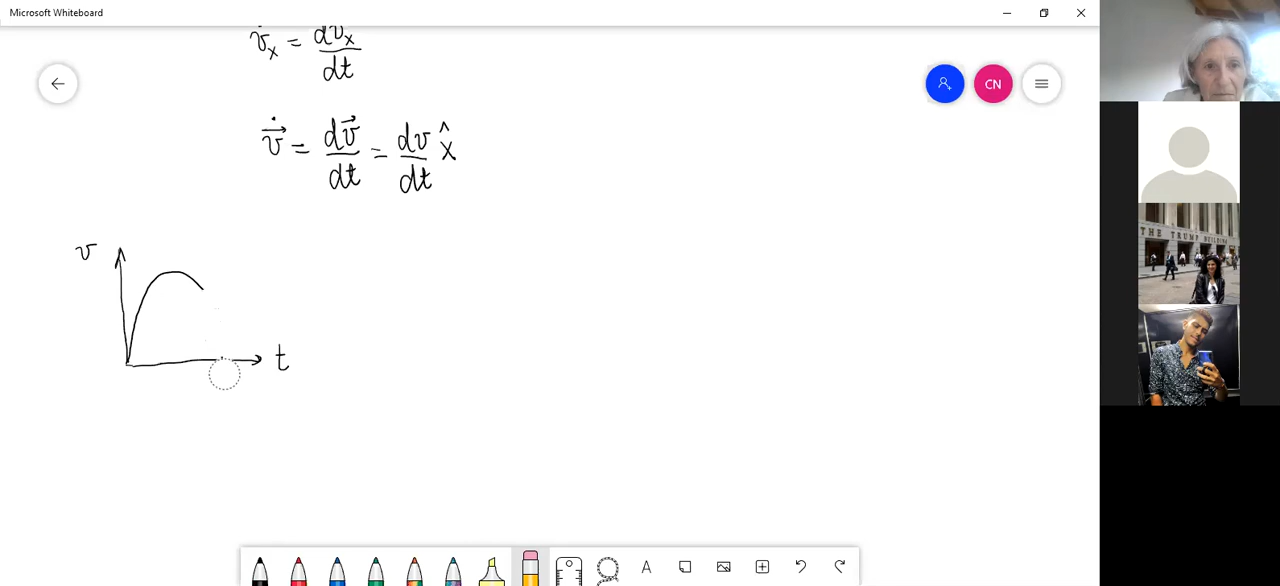 Microsoft Whiteboard
v̇ₓ = dvₓ/dt
CN
v⃗̇ = dv⃗/dt = dv/dt x̂
v
t
THE TRUMP BUILDING
A